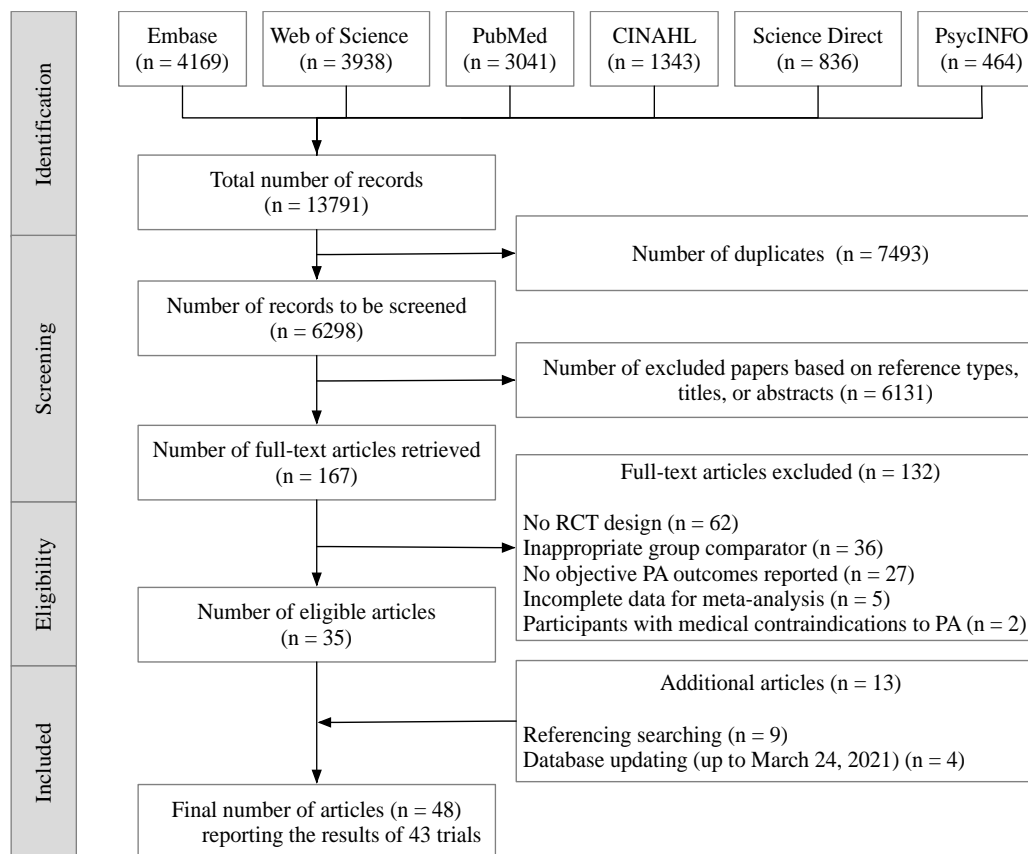 Identification
Embase
(n = 4169)
Web of Science
(n = 3938)
PubMed
(n = 3041)
CINAHL
(n = 1343)
Science Direct
(n = 836)
PsycINFO
(n = 464)
Total number of records
(n = 13791)
Screening
Number of duplicates (n = 7493)
Number of records to be screened
(n = 6298)
Number of excluded papers based on reference types,
titles, or abstracts (n = 6131)
Number of full-text articles retrieved
(n = 167)
Eligibility
Full-text articles excluded (n = 132)
No RCT design (n = 62)
Inappropriate group comparator (n = 36)
No objective PA outcomes reported (n = 27)
Incomplete data for meta-analysis (n = 5)
Participants with medical contraindications to PA (n = 2)
Number of eligible articles
(n = 35)
Included
Additional articles (n = 13)
Referencing searching (n = 9)
Database updating (up to March 24, 2021) (n = 4)
Final number of articles (n = 48)
reporting the results of 43 trials